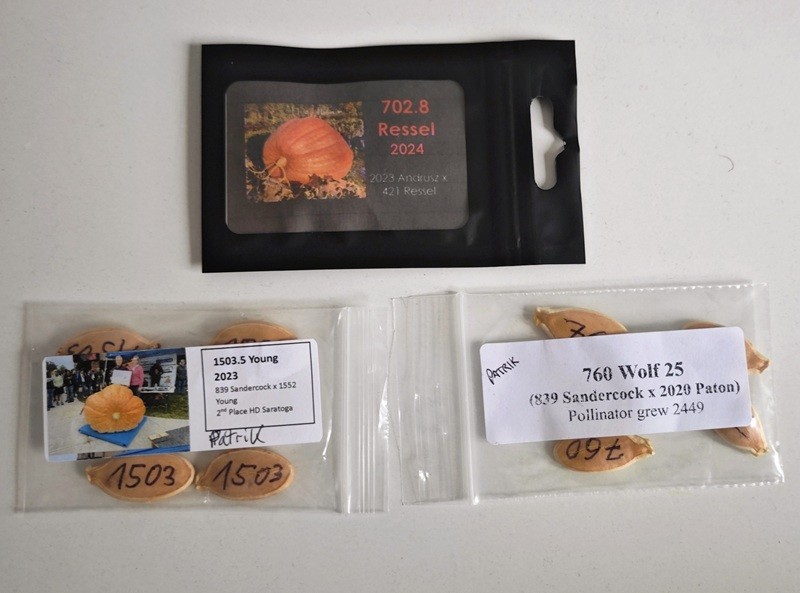 702.8
Ressel
2024
2023 Andrusz x
421 Ressel
1503.5 Young
2023
839 Sandercock x 1552
Young
2nd Place HD Saratoga
Patrik
1503
1503
PATRIK
760 Wolf 25
(839 Sandercock x 2020 Paton)
Pollinator grew 2449
760